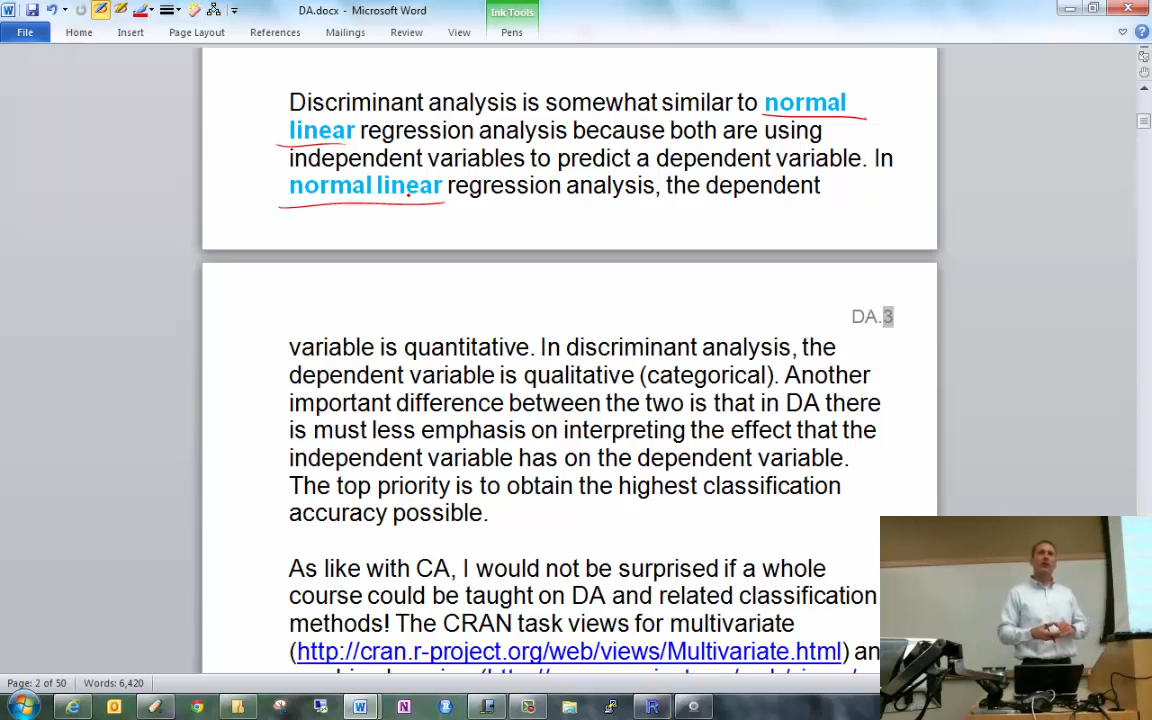 DA.docx - Microsoft Word
Ink Tools
File
Home
Insert
Page Layout
References
Mailings
Review
View
Pens
Discriminant analysis is somewhat similar to normal
linear regression analysis because both are using
independent variables to predict a dependent variable. In
normal linear regression analysis, the dependent
DA.3
variable is quantitative. In discriminant analysis, the
dependent variable is qualitative (categorical). Another
important difference between the two is that in DA there
is must less emphasis on interpreting the effect that the
independent variable has on the dependent variable.
The top priority is to obtain the highest classification
accuracy possible.
As like with CA, I would not be surprised if a whole
course could be taught on DA and related classification
methods! The CRAN task views for multivariate
(http://cran.r-project.org/web/views/Multivariate.html) an
Page: 2 of 50
Words: 6,420